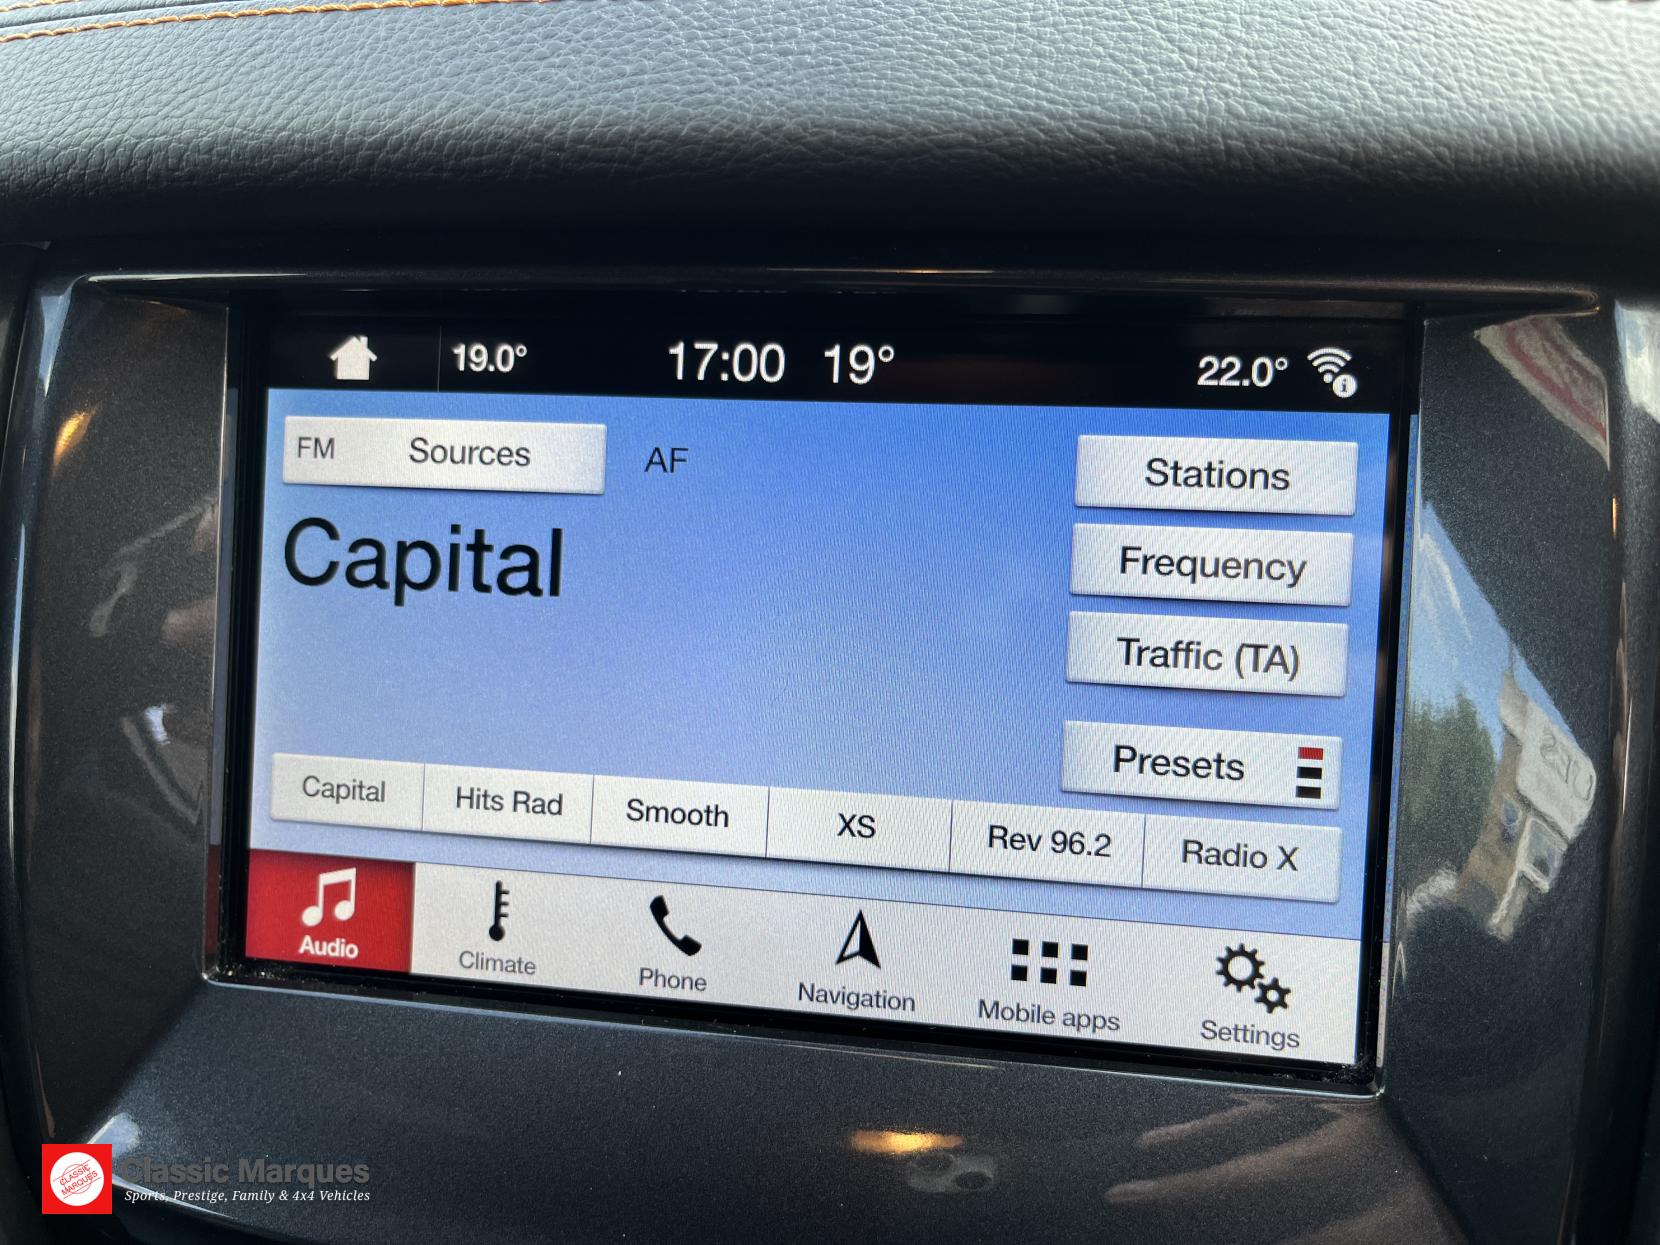 19.0° 17:00 19° 22.0°
FM Sources AF Stations
Capital Frequency
Traffic (TA)
Presets
Capital Hits Rad Smooth XS Rev 96.2 Radio X
Audio Climate Phone Navigation Mobile apps Settings
CLASSIC
MARQUES
Classic Marques
Sports, Prestige, Family & 4x4 Vehicles